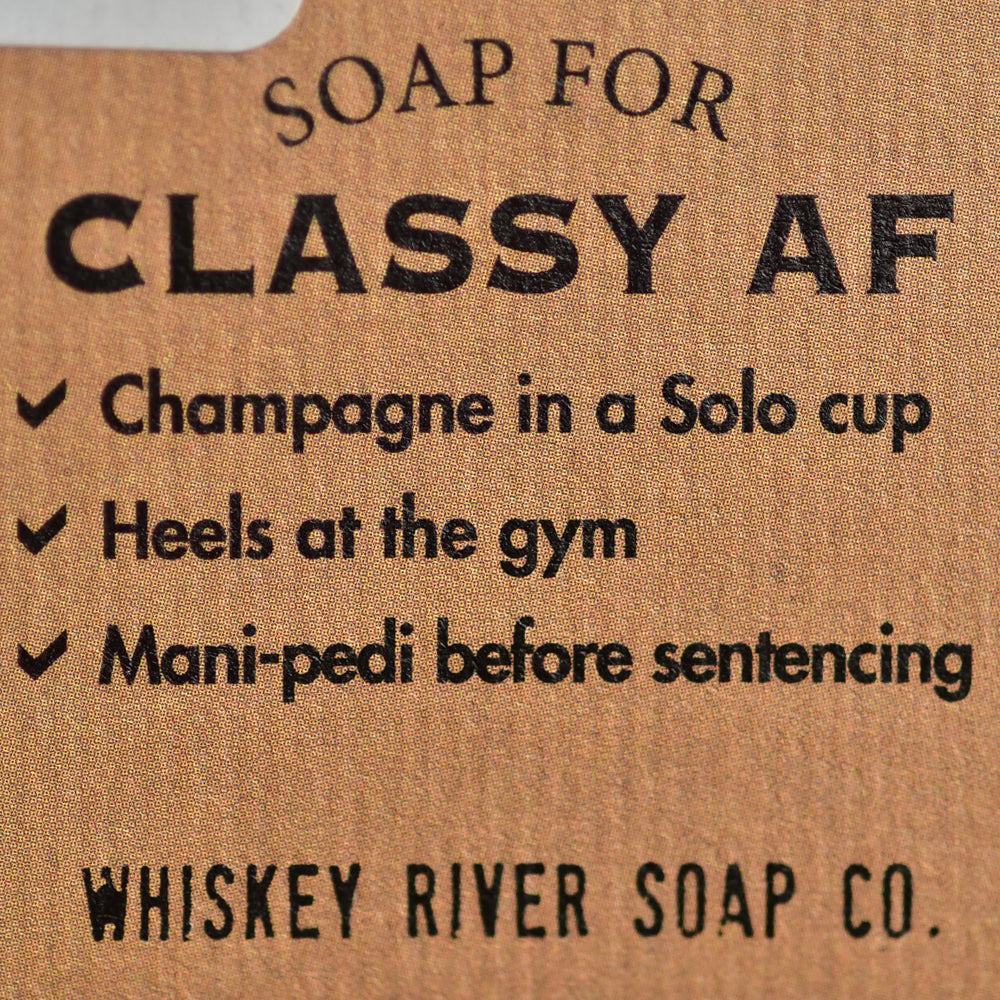 SOAP FOR
CLASSY AF
✓ Champagne in a Solo cup
✓ Heels at the gym
✓ Mani-pedi before sentencing
WHISKEY RIVER SOAP CO.